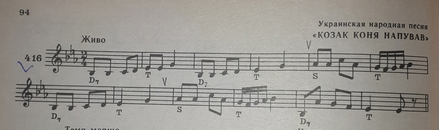 94
Украинская народная песня
«КОЗАК КОНЯ НАПУВАВ»
Живо
V
416
D7 T D7 T S T
V
D7 T S T D7 T